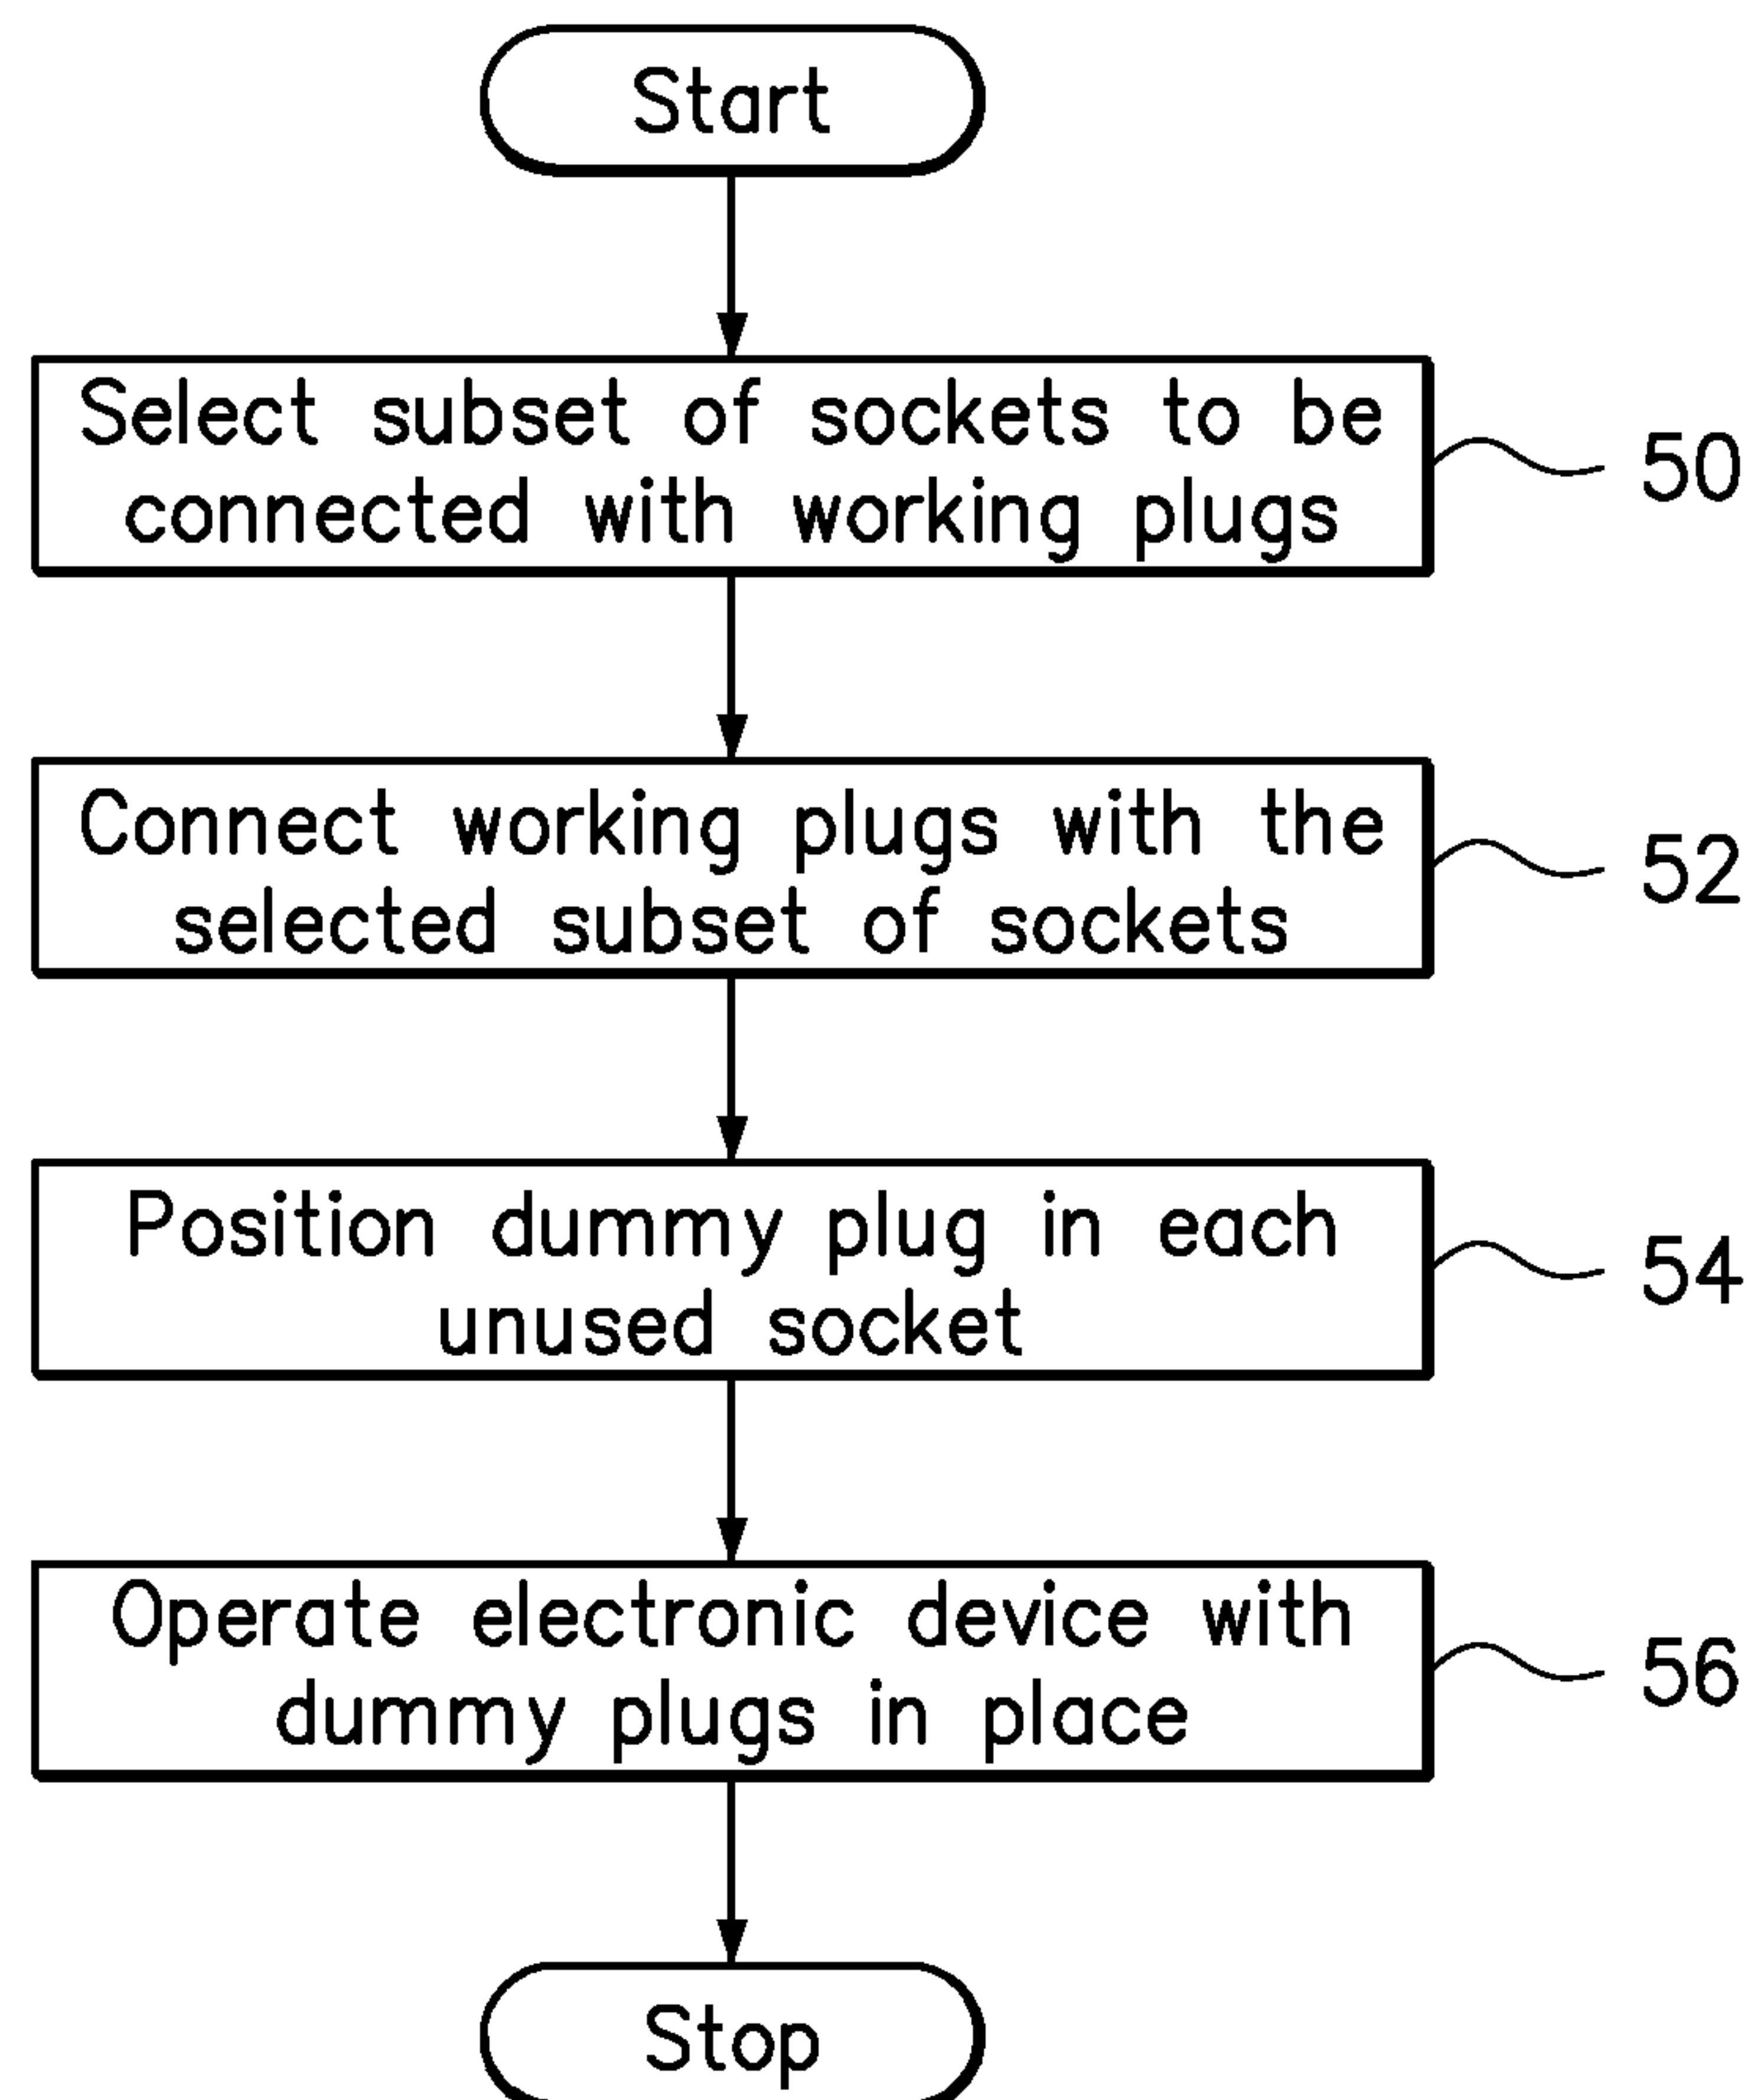 Start
Select subset of sockets to be
connected with working plugs
50
Connect working plugs with the
selected subset of sockets
52
Position dummy plug in each
unused socket
54
Operate electronic device with
dummy plugs in place
56
Stop